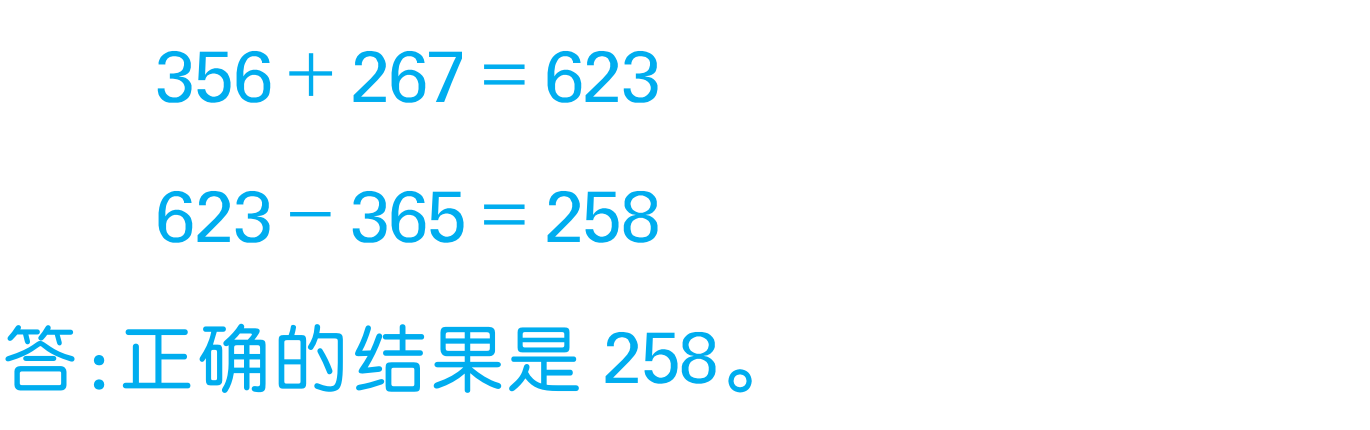 356 + 267 = 623
623 − 365 = 258
答:正确的结果是 258。